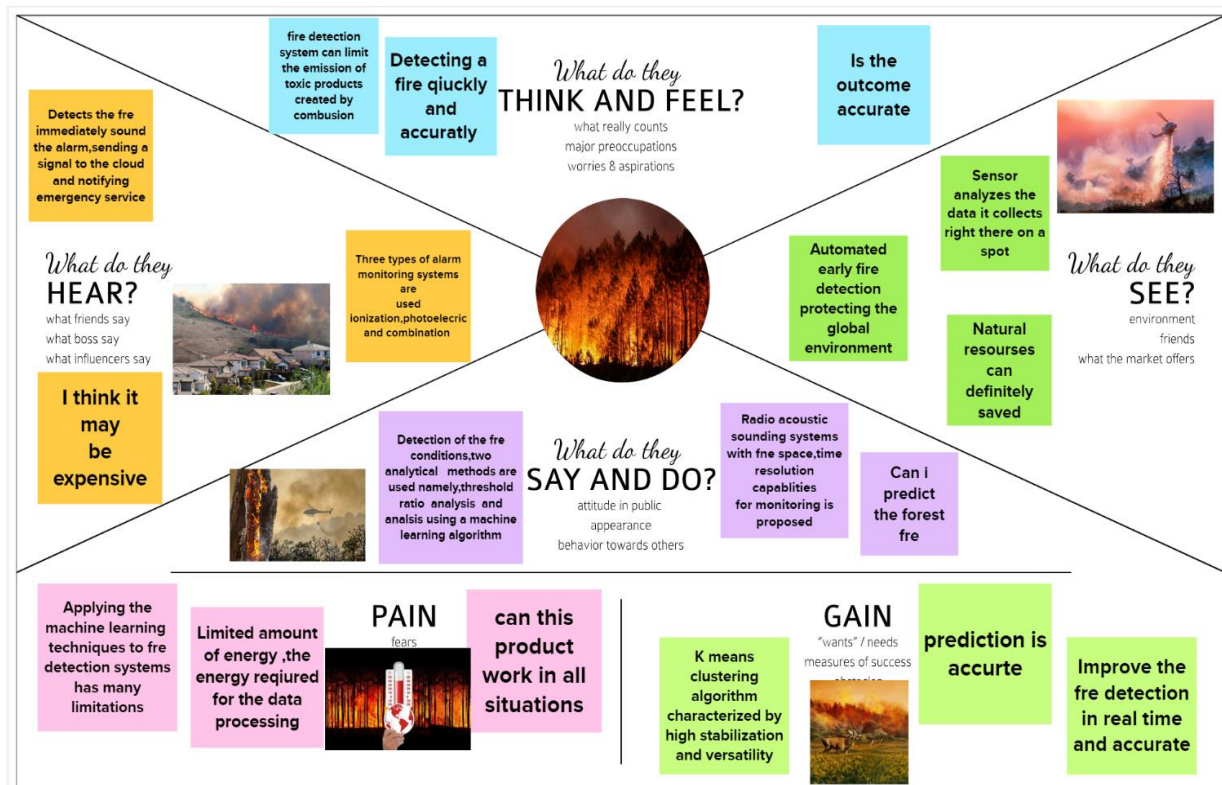 fire detection
system can limit
the emission of
toxic products
created by
combusion
Detecting a
fire qiuckly
and
accuratly
What do they
THINK AND FEEL?
what really counts
major preoccupations
worries & aspirations
Is the
outcome
accurate
Detects the fre
immediately sound
the alarm,sending a
signal to the cloud
and notifying
emergency service
What do they
HEAR?
what friends say
what boss say
what influencers say
I think it
may
be
expensive
Three types of alarm
monitoring systems
are
used
ionization,photoelecric
and combination
Sensor
analyzes the
data it collects
right there on a
spot
Automated
early fire
detection
protecting the
global
environment
What do they
SEE?
environment
friends
what the market offers
Natural
resourses
can
definitely
saved
Detection of the fre
conditions,two
analytical methods are
used namely,threshold
ratio analysis and
analsis using a machine
learning algorithm
What do they
SAY AND DO?
attitude in public
appearance
behavior towards others
Radio acoustic
sounding systems
with fne space,time
resolution
capablities
for monitoring is
proposed
Can i
predict
the forest
fre
Applying the
machine learning
techniques to fre
detection systems
has many
limitations
Limited amount
of energy ,the
energy reqiured
for the data
processing
PAIN
fears
can this
product
work in all
situations
K means
clustering
algorithm
characterized by
high stabilization
and versatility
GAIN
"wants" / needs
measures of success
prediction is
accurte
Improve the
fre detection
in real time
and accurate